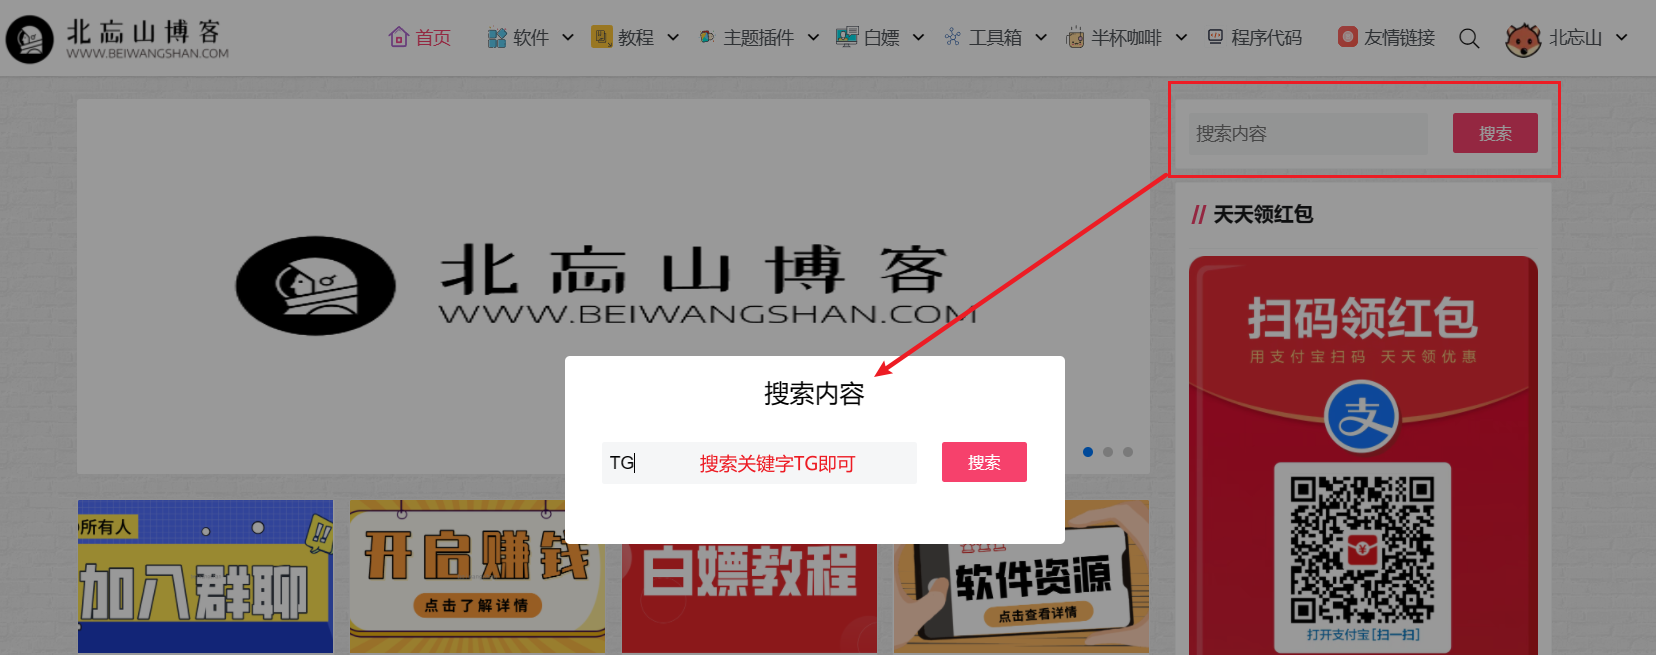 北忘山博客
WWW.BEIWANGSHAN.COM
首页
软件
教程
主题插件
白嫖
工具箱
半杯咖啡
程序代码
友情链接
北忘山
搜索内容
搜索
// 天天领红包
北忘山博客
WWW.BEIWANGSHAN.COM
扫码领红包
用支付宝扫码 天天领优惠
支
搜索内容
TG
搜索关键字TG即可
搜索
所有人
加入群聊
开启赚钱
点击了解详情
白嫖教程
软件资源
点击查看详情
打开支付宝[扫一扫]